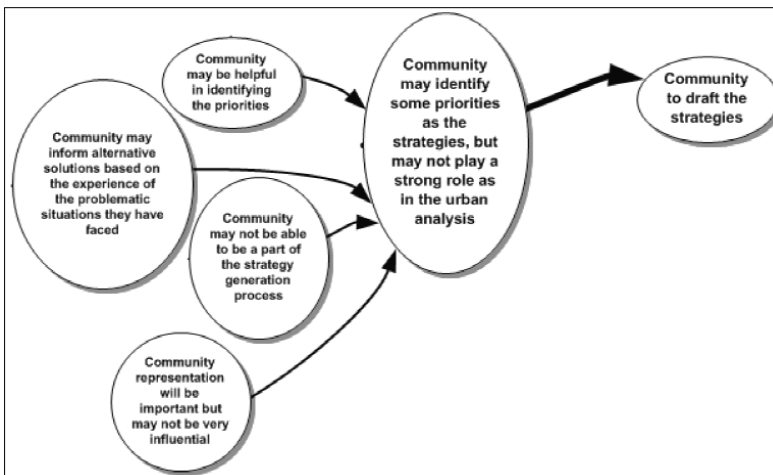 Community
may be helpful
in identifying
the priorities
Community may
inform alternative
solutions based on
the experience of
the problematic
situations they have
faced
Community
may not be able
to be a part of
the strategy
generation
process
Community
representation
will be
important but
may not be very
influential
Community
may identify
some priorities
as the
strategies, but
may not play a
strong role as
in the urban
analysis
Community
to draft the
strategies